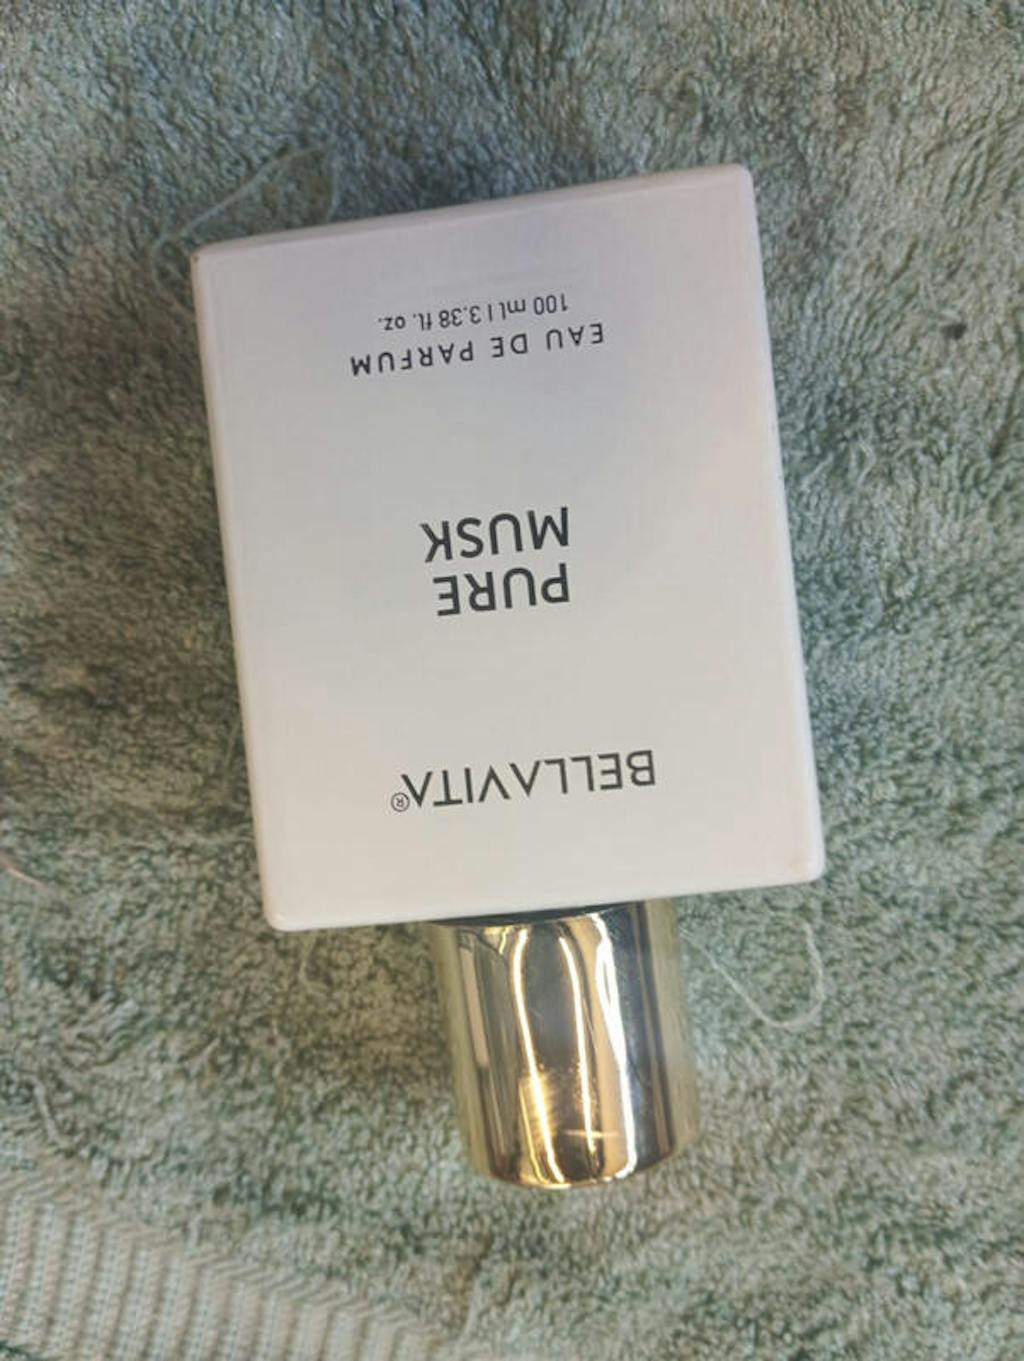 BELLAVITA®
PURE
MUSK
EAU DE PARFUM
100 ml | 3.38 fl. oz.